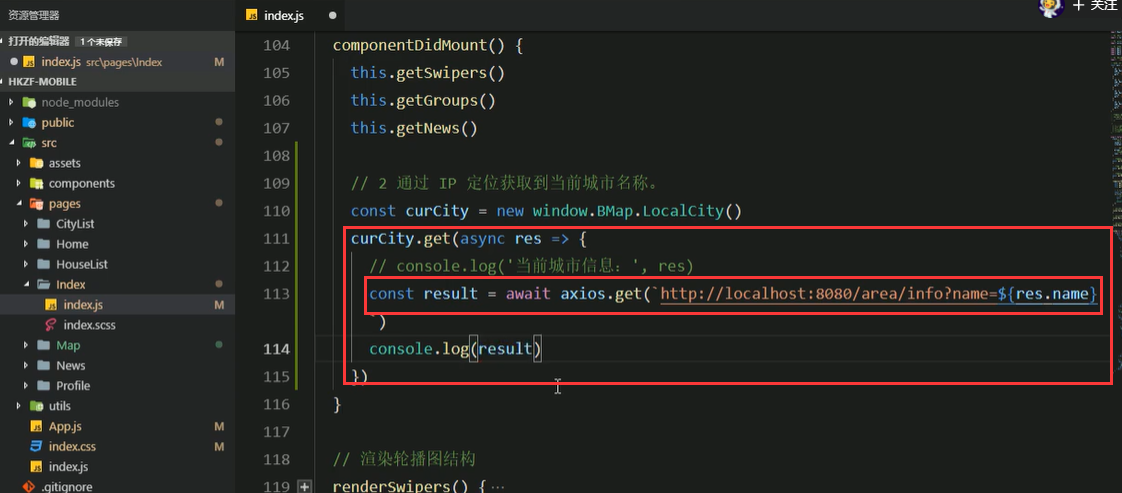 资源管理器
打开的编辑器 1 个未保存
index.js src\pages\Index M
HKZF-MOBILE
node_modules
public
src
assets
components
pages
CityList
Home
HouseList
Index
index.js M
index.scss
Map
News
Profile
utils
App.js M
index.css M
index.js
.gitignore
index.js
关注
104 componentDidMount() {
105 this.getSwipers()
106 this.getGroups()
107 this.getNews()
108
109 // 2 通过 IP 定位获取到当前城市名称。
110 const curCity = new window.BMap.LocalCity()
111 curCity.get(async res => {
112 // console.log('当前城市信息：', res)
113 const result = await axios.get(`http://localhost:8080/area/info?name=${res.name}
`)
114 console.log(result)
115 })
116 }
117
118 // 渲染轮播图结构
119 renderSwipers() {…